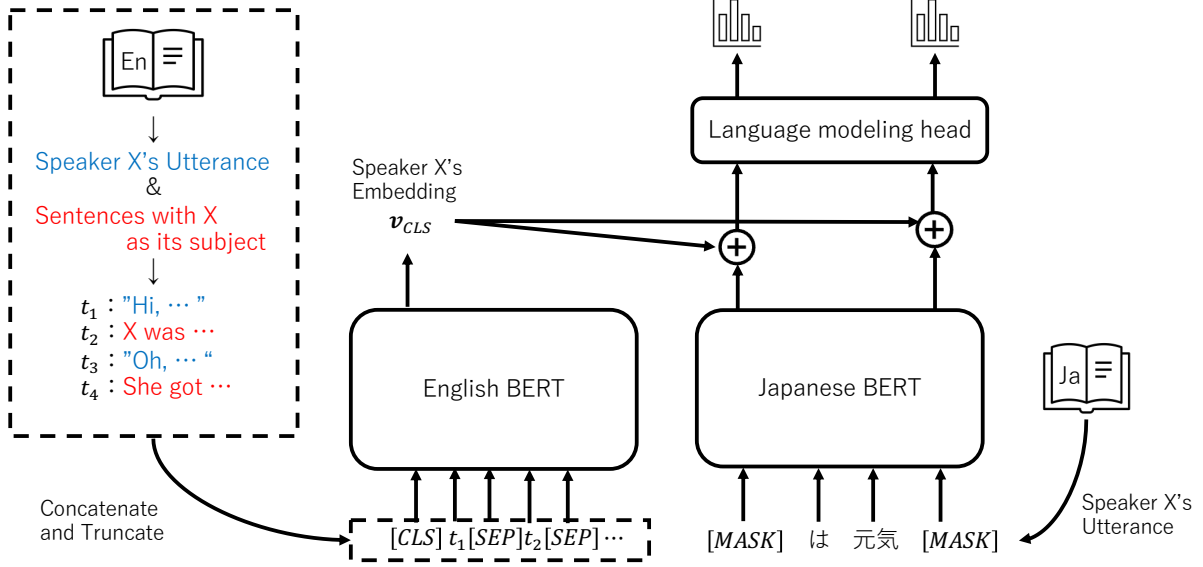 En
Speaker X's Utterance
&
Sentences with X
as its subject
t₁ : "Hi, ⋯ "
t₂ : X was ⋯
t₃ : "Oh, ⋯ “
t₄ : She got ⋯
Concatenate
and Truncate
Speaker X's
Embedding
v_CLS
English BERT
[CLS] t₁[SEP]t₂[SEP] ⋯
Language modeling head
+
+
Japanese BERT
[MASK] は 元気 [MASK]
Ja
Speaker X's
Utterance